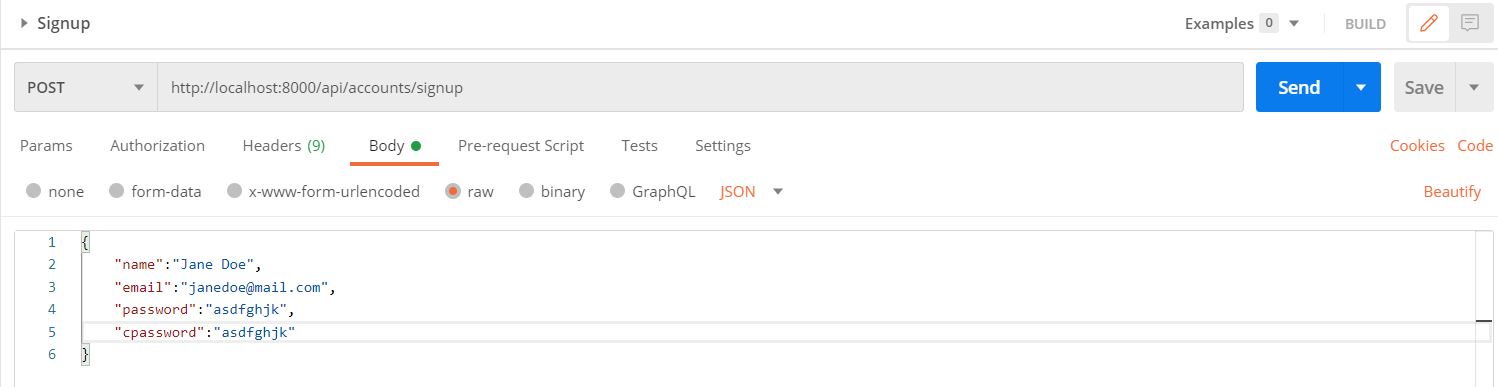 Signup Examples 0 BUILD
POST http://localhost:8000/api/accounts/signup Send Save
Params Authorization Headers (9) Body Pre-request Script Tests Settings Cookies Code
none form-data x-www-form-urlencoded raw binary GraphQL JSON Beautify
1 {
2 "name":"Jane Doe",
3 "email":"janedoe@mail.com",
4 "password":"asdfghjk",
5 "cpassword":"asdfghjk"
6 }